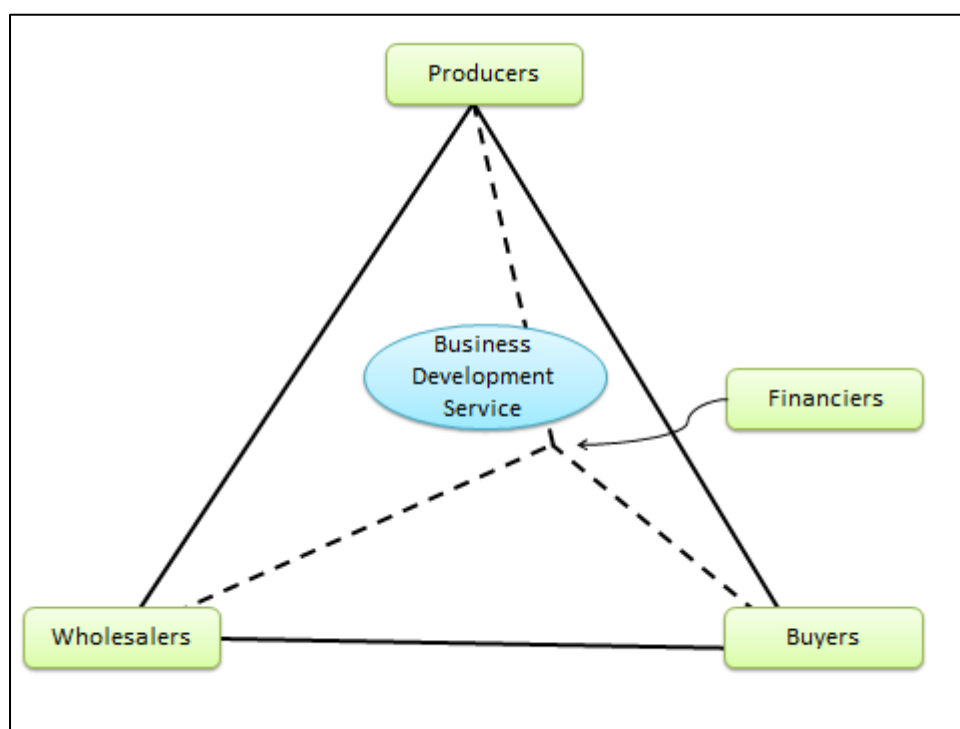 Producers
Business
Development
Service
Financiers
Wholesalers
Buyers